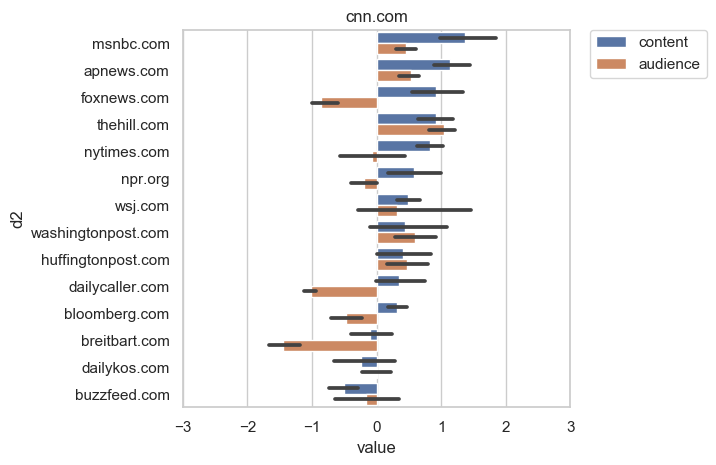 cnn.com
content
audience
msnbc.com
apnews.com
foxnews.com
thehill.com
nytimes.com
npr.org
wsj.com
washingtonpost.com
huffingtonpost.com
dailycaller.com
bloomberg.com
breitbart.com
dailykos.com
buzzfeed.com
d2
−3 −2 −1 0 1 2 3
value